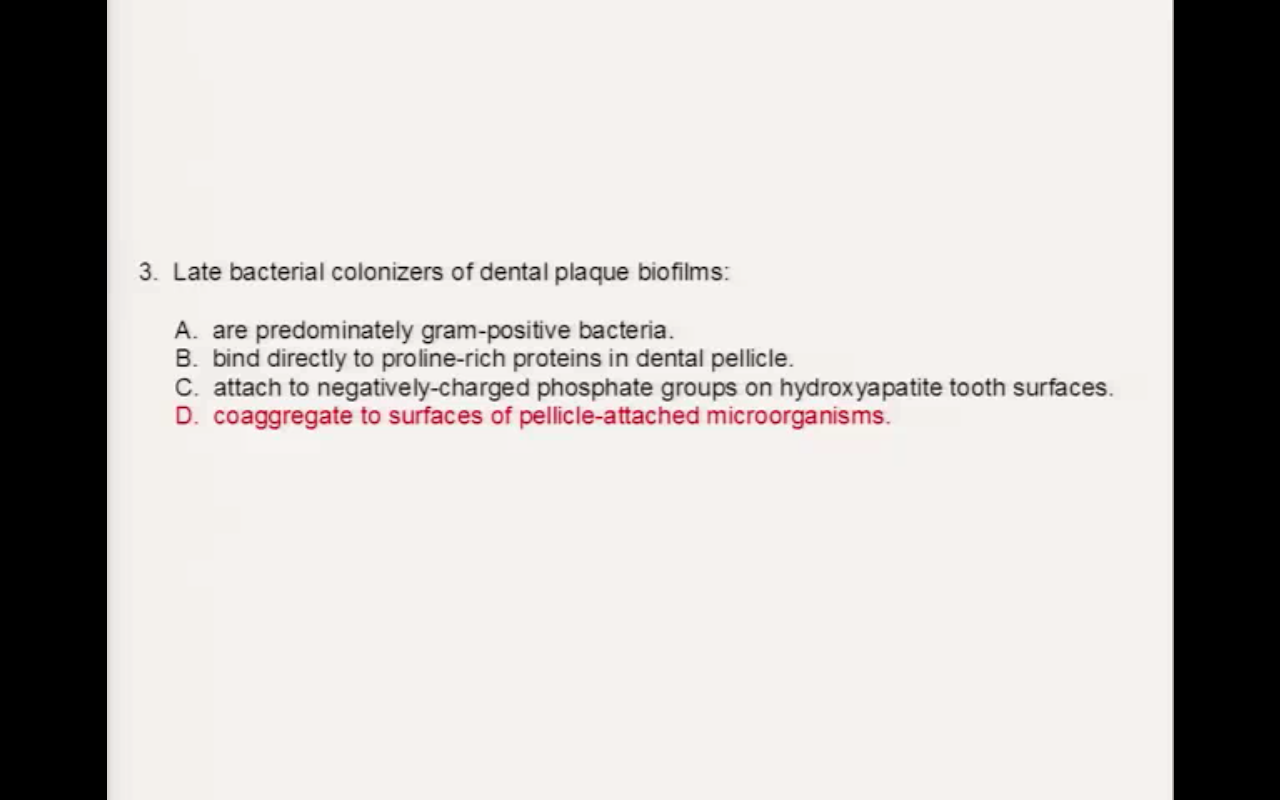 3. Late bacterial colonizers of dental plaque biofilms:
A. are predominately gram-positive bacteria.
B. bind directly to proline-rich proteins in dental pellicle.
C. attach to negatively-charged phosphate groups on hydroxyapatite tooth surfaces.
D. coaggregate to surfaces of pellicle-attached microorganisms.